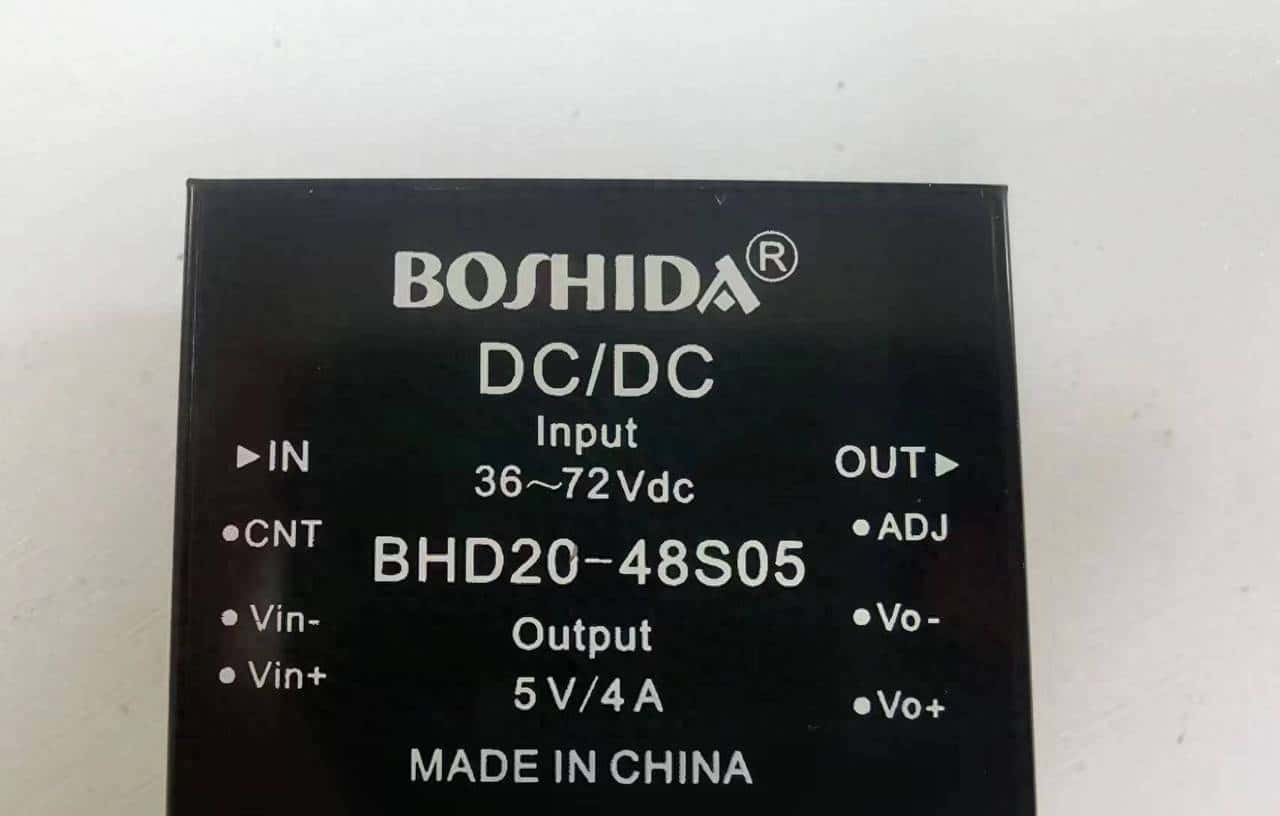 BOSHIDA®
DC/DC
Input
▶IN
36~72Vdc
OUT▶
•CNT
•ADJ
BHD20-48S05
•Vin-
Output
•Vo-
•Vin+
5V/4A
•Vo+
MADE IN CHINA